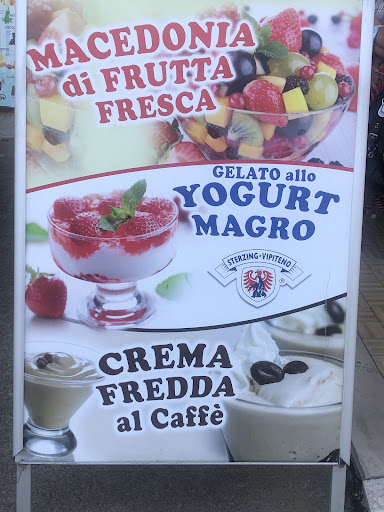 MACEDONIA
di FRUTTA
FRESCA
GELATO allo
YOGURT
MAGRO
STERZING·VIPITENO
®
CREMA
FREDDA
al Caffè